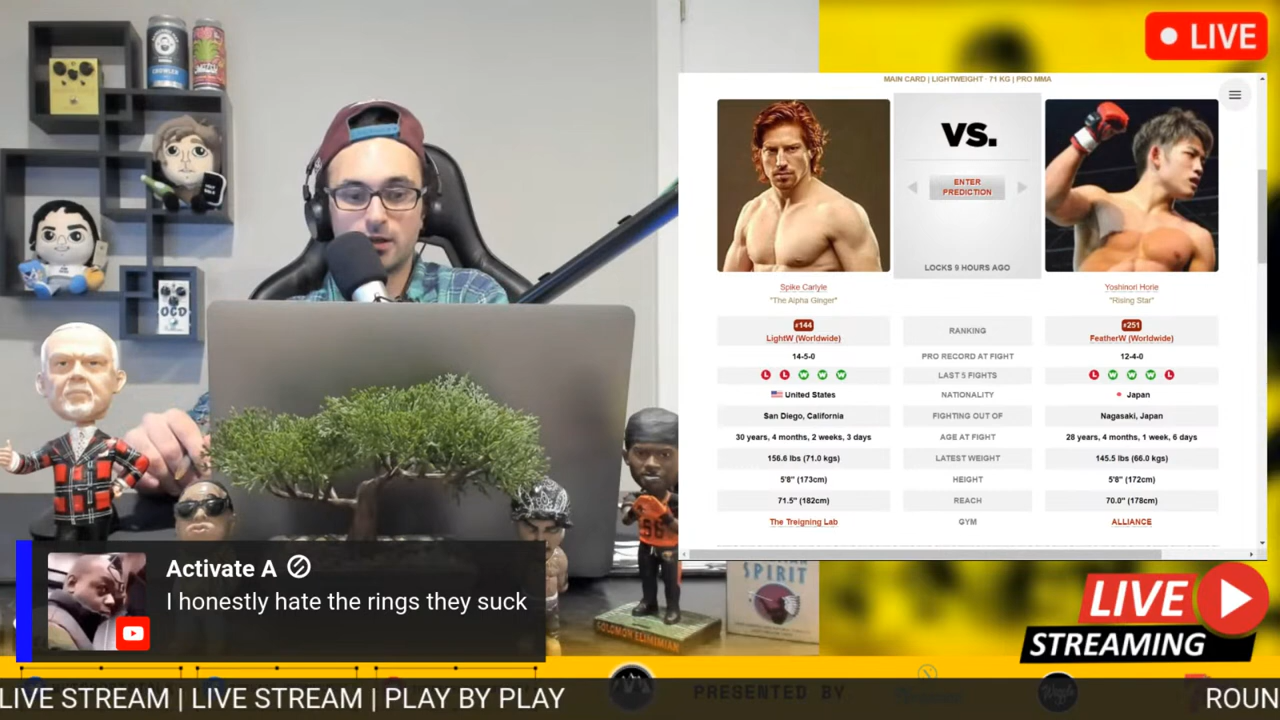 LIVE
MAIN CARD | LIGHTWEIGHT · 71 KG | PRO MMA
VS.
ENTER
PREDICTION
LOCKS 9 HOURS AGO
Spike Carlyle
"The Alpha Ginger"
Yoshinori Horie
"Rising Star"
#144
LightW (Worldwide)
RANKING
#251
FeatherW (Worldwide)
14-5-0
PRO RECORD AT FIGHT
12-4-0
L L W W W
LAST 5 FIGHTS
L W W W L
United States
NATIONALITY
Japan
San Diego, California
FIGHTING OUT OF
Nagasaki, Japan
30 years, 4 months, 2 weeks, 3 days
AGE AT FIGHT
28 years, 4 months, 1 week, 6 days
156.6 lbs (71.0 kgs)
LATEST WEIGHT
145.5 lbs (66.0 kg)
5'8" (173cm)
HEIGHT
5'8" (172cm)
71.5" (182cm)
REACH
70.0" (178cm)
The Treigning Lab
GYM
ALLIANCE
CROWLER
OCD
56
SPIRIT
SOLOMON ELIMIMIAN
Activate A
I honestly hate the rings they suck
LIVE
STREAMING
PRESENTED BY
LIVE STREAM | LIVE STREAM | PLAY BY PLAY
ROUN